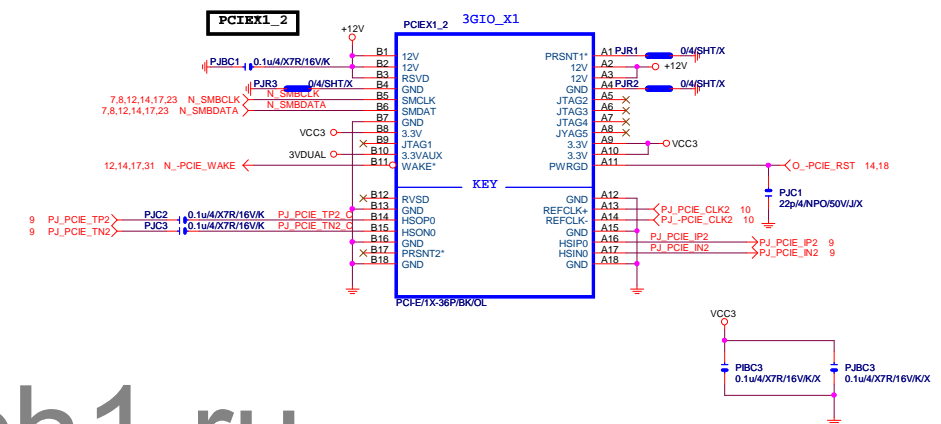 PCIEX1_2
3GIO_X1
+12V
PCIEX1_2
PJBC1
0.1u/4/X7R/16V/K
PJR3
0/4/SHT/X
7,8,12,14,17,23 N_SMBCLK
N_SMBCLK
7,8,12,14,17,23 N_SMBDATA
N_SMBDATA
VCC3
3VDUAL
12,14,17,31 N_-PCIE_WAKE
9 PJ_PCIE_TP2
PJC2
0.1u/4/X7R/16V/K
PJ_PCIE_TP2_C
9 PJ_PCIE_TN2
PJC3
0.1u/4/X7R/16V/K
PJ_PCIE_TN2_C
B1 12V
B2 12V
B3 RSVD
B4 GND
B5 SMCLK
B6 SMDAT
B7 GND
B8 3.3V
B9 JTAG1
B10 3.3VAUX
B11 WAKE*
KEY
B12 RVSD
B13 GND
B14 HSOP0
B15 HSON0
B16 GND
B17 PRSNT2*
B18 GND
PRSNT1* A1
12V A2
12V A3
GND A4
JTAG2 A5
JTAG3 A6
JTAG4 A7
JYAG5 A8
3.3V A9
3.3V A10
PWRGD A11
GND A12
REFCLK+ A13
REFCLK- A14
GND A15
HSIP0 A16
HSIN0 A17
GND A18
PJR1
0/4/SHT/X
+12V
PJR2
0/4/SHT/X
VCC3
O_-PCIE_RST 14,18
PJC1
22p/4/NPO/50V/J/X
PJ_PCIE_CLK2 10
PJ_-PCIE_CLK2 10
PJ_PCIE_IP2
PJ_PCIE_IP2 9
PJ_PCIE_IN2
PJ_PCIE_IN2 9
PCI-E/1X-36P/BK/OL
VCC3
PIBC3
0.1u/4/X7R/16V/K/X
PJBC3
0.1u/4/X7R/16V/K/X